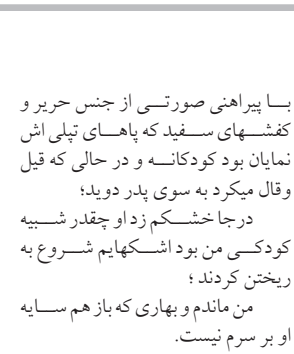 بـا پیراهنی صورتـی از جنس حریر و
کفشـهای سـفید که پاهـای تپلی اش
نمایان بود کودکانـه و در حالی که قیل
وقال میکرد به سوی پدر دوید؛
درجا خشـکم زد او چقدر شـبیه
کودکـی من بود اشـکهایم شـروع به
ریختن کردند ؛
من ماندم و بهاری که باز هم سـایه
او بر سرم نیست.